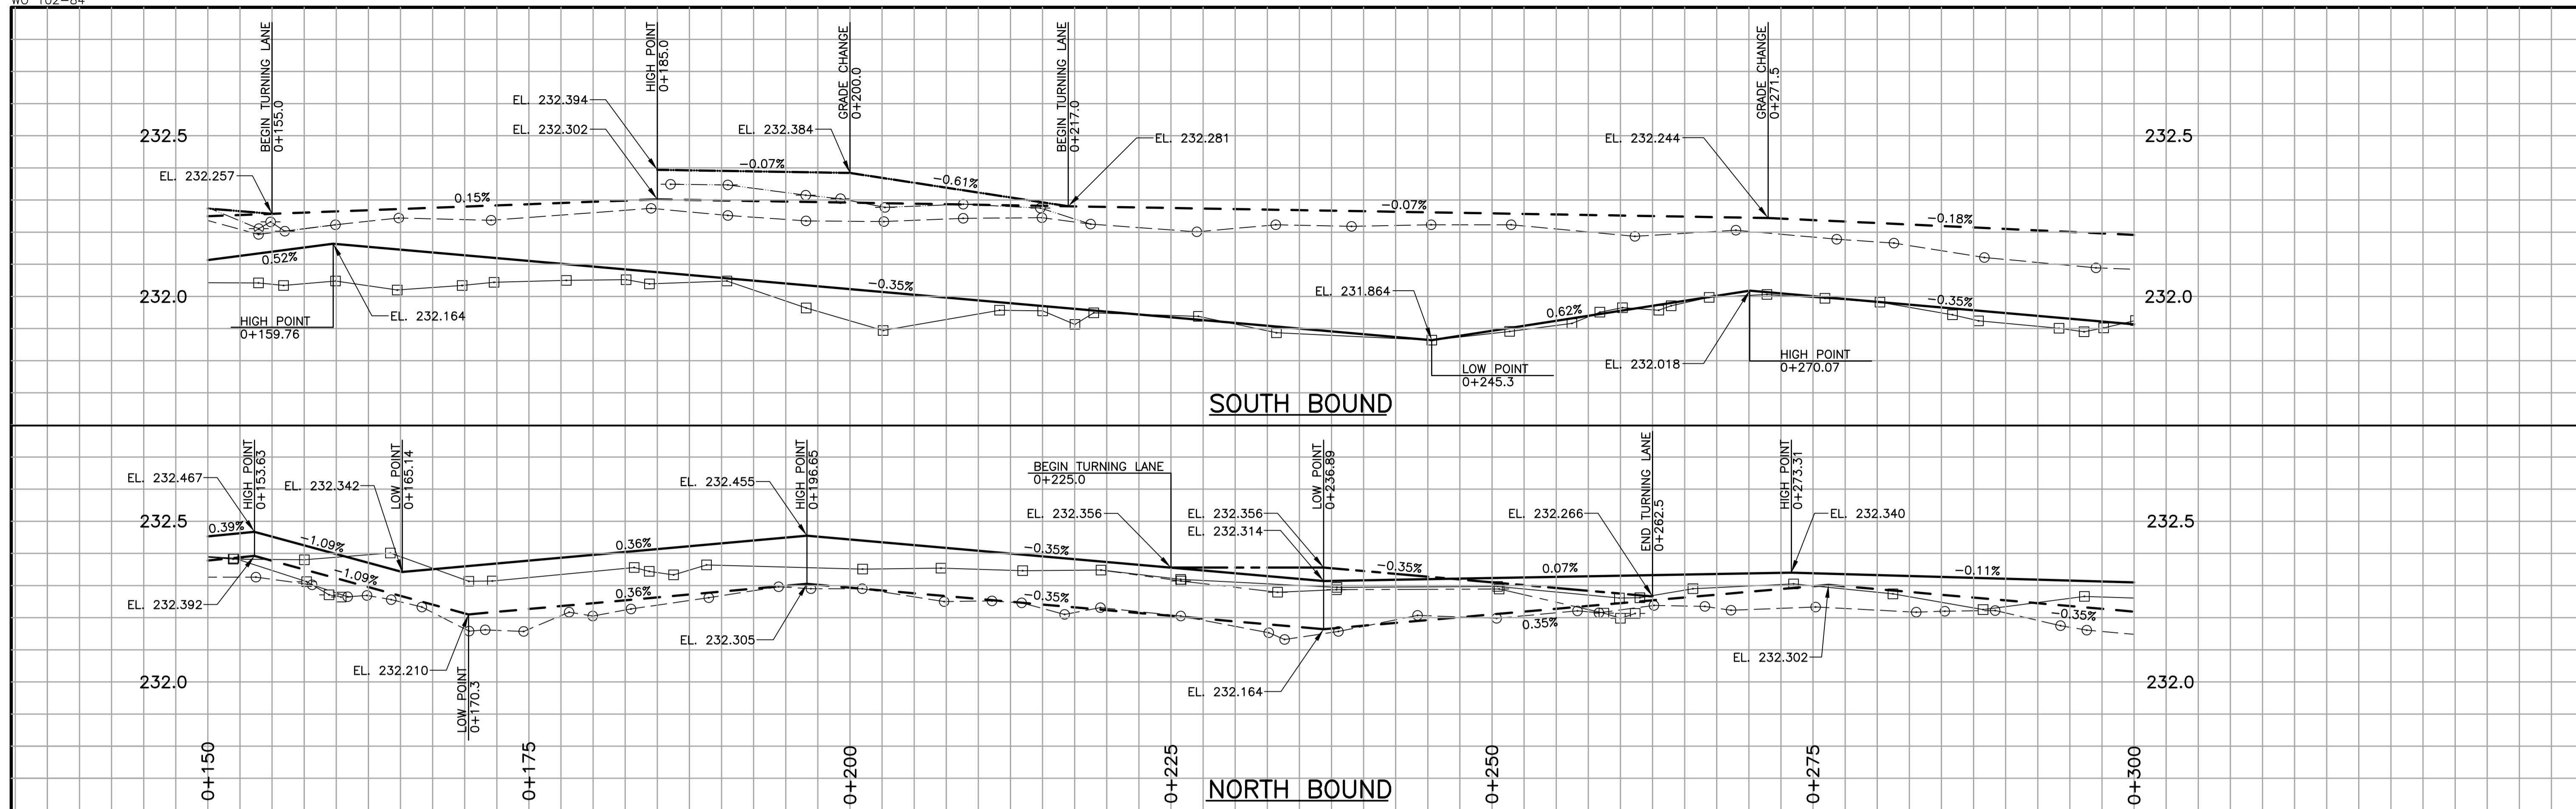 WO 162-84
BEGIN TURNING LANE
0+155.0
HIGH POINT
0+185.0
GRADE CHANGE
0+200.0
BEGIN TURNING LANE
0+217.0
GRADE CHANGE
0+271.5
EL. 232.394
EL. 232.302
EL. 232.384
EL. 232.281
EL. 232.244
232.5
232.5
EL. 232.257
-0.07%
-0.61%
0.15%
-0.07%
-0.18%
0.52%
-0.35%
EL. 231.864
0.62%
-0.35%
232.0
232.0
HIGH POINT
0+159.76
EL. 232.164
EL. 232.018
HIGH POINT
0+270.07
LOW POINT
0+245.3
SOUTH BOUND
HIGH POINT
0+153.63
LOW POINT
0+165.14
HIGH POINT
0+196.65
BEGIN TURNING LANE
0+225.0
LOW POINT
0+236.89
END TURNING LANE
0+262.5
HIGH POINT
0+273.31
EL. 232.467
EL. 232.342
EL. 232.455
EL. 232.356
EL. 232.356
EL. 232.314
EL. 232.266
EL. 232.340
232.5
232.5
0.39%
-1.09%
0.36%
-0.35%
-0.35%
0.07%
-0.11%
-1.09%
0.36%
-0.35%
0.35%
-0.35%
EL. 232.392
EL. 232.305
EL. 232.210
EL. 232.302
EL. 232.164
232.0
232.0
LOW POINT
0+170.3
0+150
0+175
0+200
0+225
0+250
0+275
0+300
NORTH BOUND